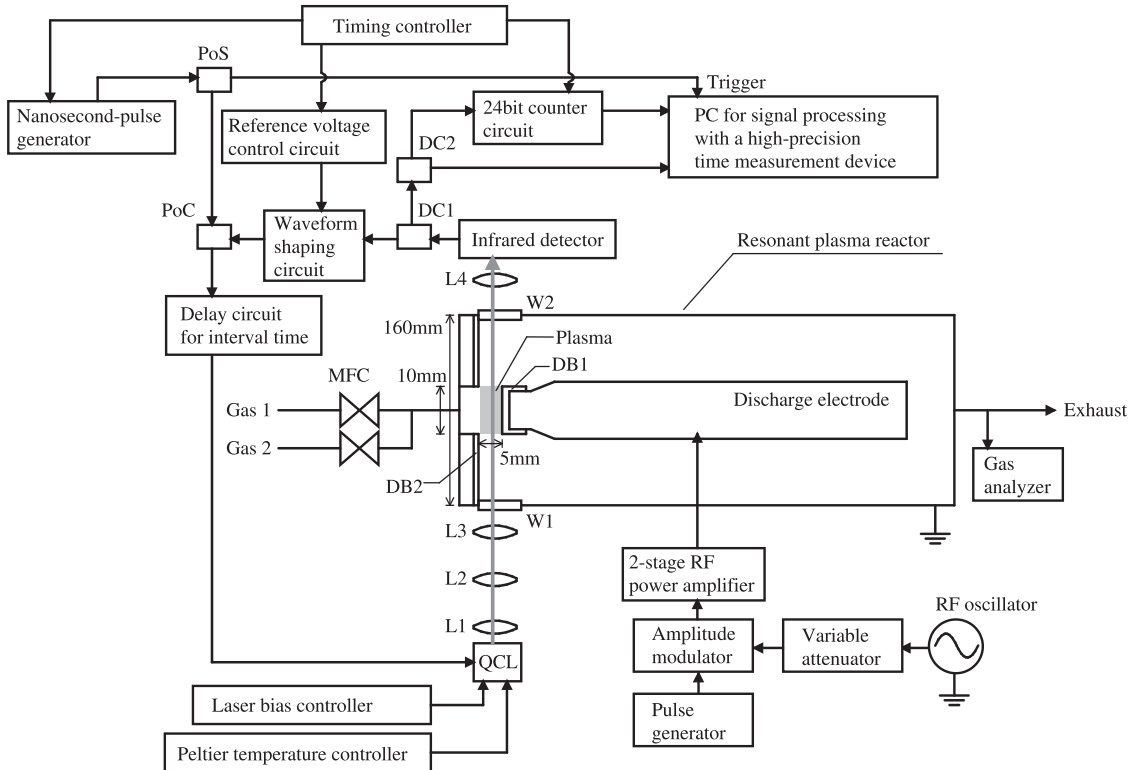 Timing controller
PoS
Trigger
Nanosecond-pulse
generator
Reference voltage
control circuit
24bit counter
circuit
PC for signal processing
with a high-precision
time measurement device
DC2
PoC
DC1
Waveform
shaping
circuit
Infrared detector
Resonant plasma reactor
L4
W2
Delay circuit
for interval time
160mm
Plasma
DB1
MFC
10mm
Gas 1
Discharge electrode
Exhaust
Gas 2
5mm
DB2
Gas
analyzer
W1
L3
2-stage RF
power amplifier
L2
RF oscillator
L1
Amplitude
modulator
Variable
attenuator
QCL
Laser bias controller
Pulse
generator
Peltier temperature controller